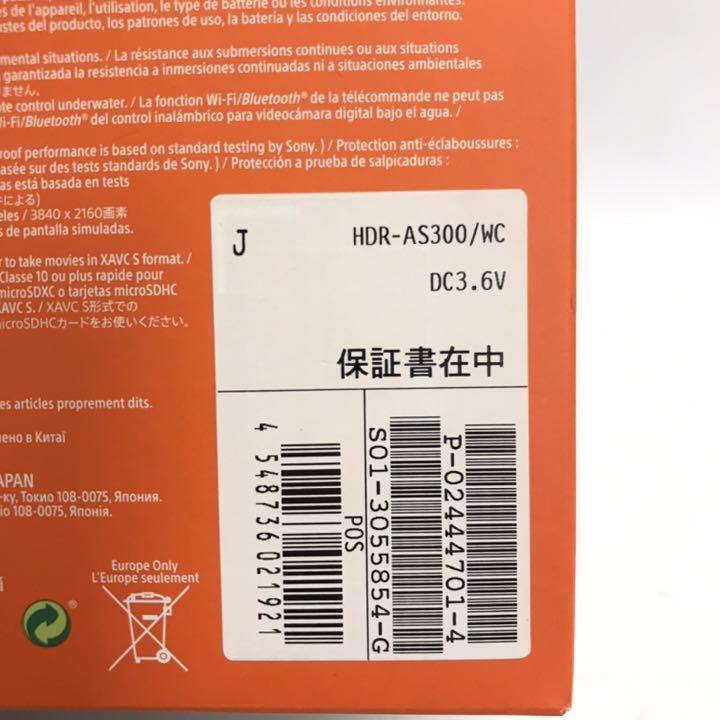 de l'appareil, l'utilisation, le type de batterie ou les conditions environnantes.
ustes del producto, los patrones de uso, la batería y las condiciones del entorno.
mental situations. / La résistance aux submersions continues ou aux situations
garantizada la resistencia a inmersiones continuadas ni a situaciones ambientales
ません。
te control underwater. / La fonction Wi-Fi/Bluetooth® de la télécommande ne peut pas
i-Fi/Bluetooth® del control inalámbrico para videocámara digital bajo el agua. /
roof performance is based on standard testing by Sony. ) / Protection anti-éclaboussures :
basée sur des tests standards de Sony. ) / Protección a prueba de salpicaduras :
as está basada en tests
による)
eles / 3840 x 2160画素
s de pantalla simuladas.
r to take movies in XAVC S format. /
Classe 10 ou plus rapide pour
microSDXC o tarjetas microSDHC
XAVC S. / XAVC S形式での
microSDHCカードをお使いください。
es articles proprement dits.
ено в Китаї
APAN
-ку, Токио 108-0075, Япония.
io 108-0075, Японія.
Europe Only
L'Europe seulement
®
J
HDR-AS300/WC
DC3.6V
保証書在中
4 548736 021921
POS
S01-3055854-G
P-02444701-4